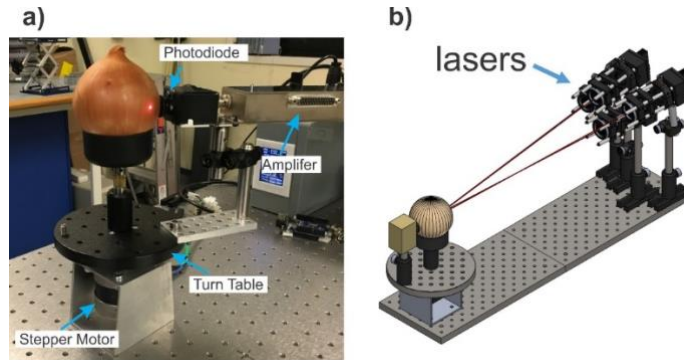 a)
Photodiode
Amplifer
Turn Table
Stepper Motor
b)
lasers